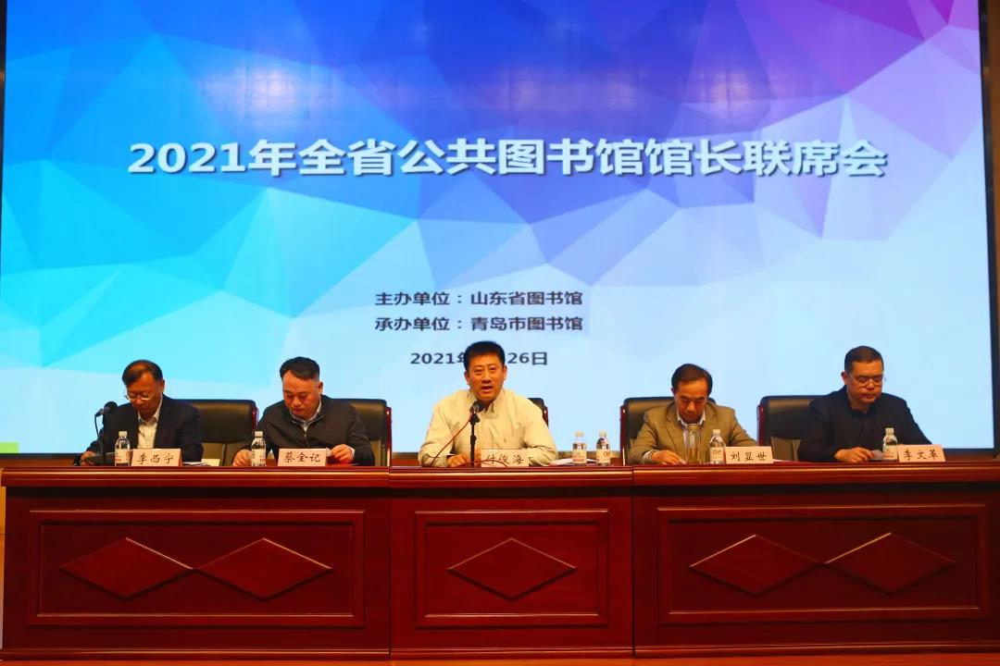 2021年全省公共图书馆馆长联席会
主办单位：山东省图书馆
承办单位：青岛市图书馆
2021年 26日
李西宁
蔡全记
俊海
刘显世
李文革